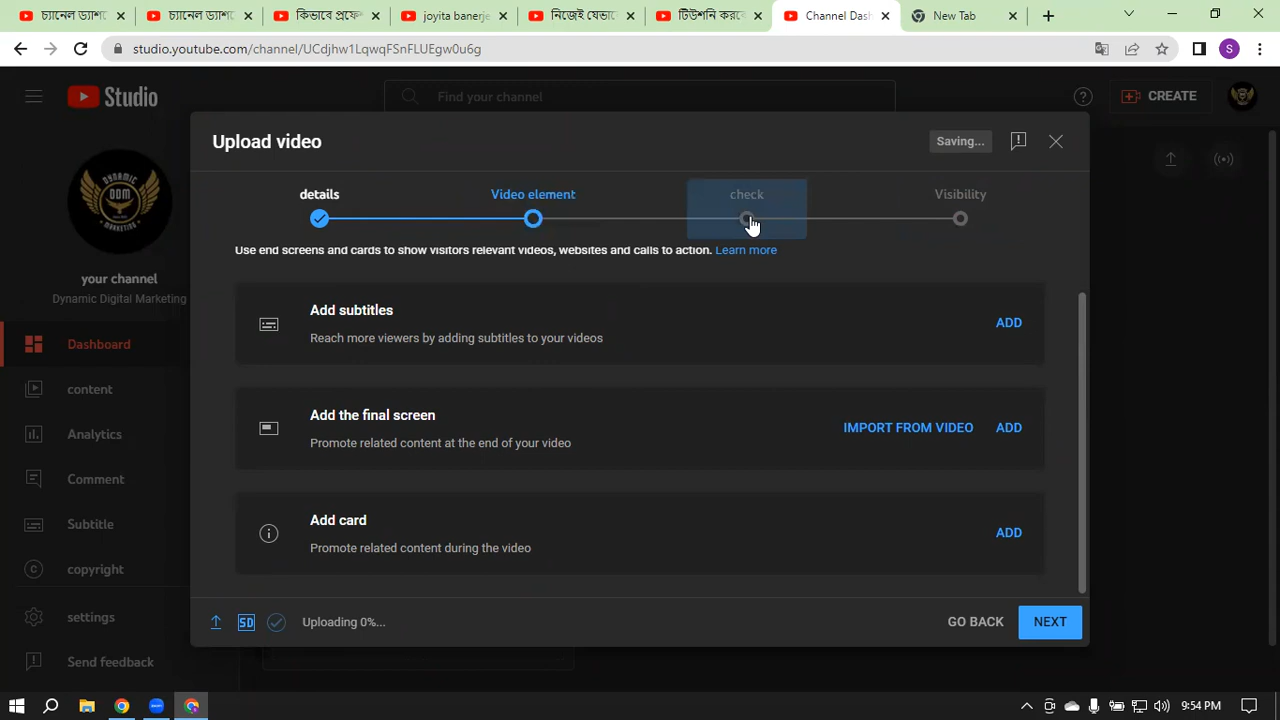 চ্যানেল ড্যাশ
চ্যানেল ড্যাশ
কিভাবে প্রফে
joyita banerje
নিজেই যেভাবে
টিউশনি করবে
Channel Das
New Tab
studio.youtube.com/channel/UCdjhw1LqwqFSnFLUEgw0u6g
S
Studio
Find your channel
CREATE
Upload video
Saving...
details
Video element
check
Visibility
Use end screens and cards to show visitors relevant videos, websites and calls to action. Learn more
DDM
DYNAMIC
MARKETING
your channel
Dynamic Digital Marketing
Dashboard
content
Analytics
Comment
Subtitle
copyright
settings
Send feedback
Add subtitles
Reach more viewers by adding subtitles to your videos
ADD
Add the final screen
Promote related content at the end of your video
IMPORT FROM VIDEO
ADD
Add card
Promote related content during the video
ADD
SD
Uploading 0%...
GO BACK
NEXT
9:54 PM